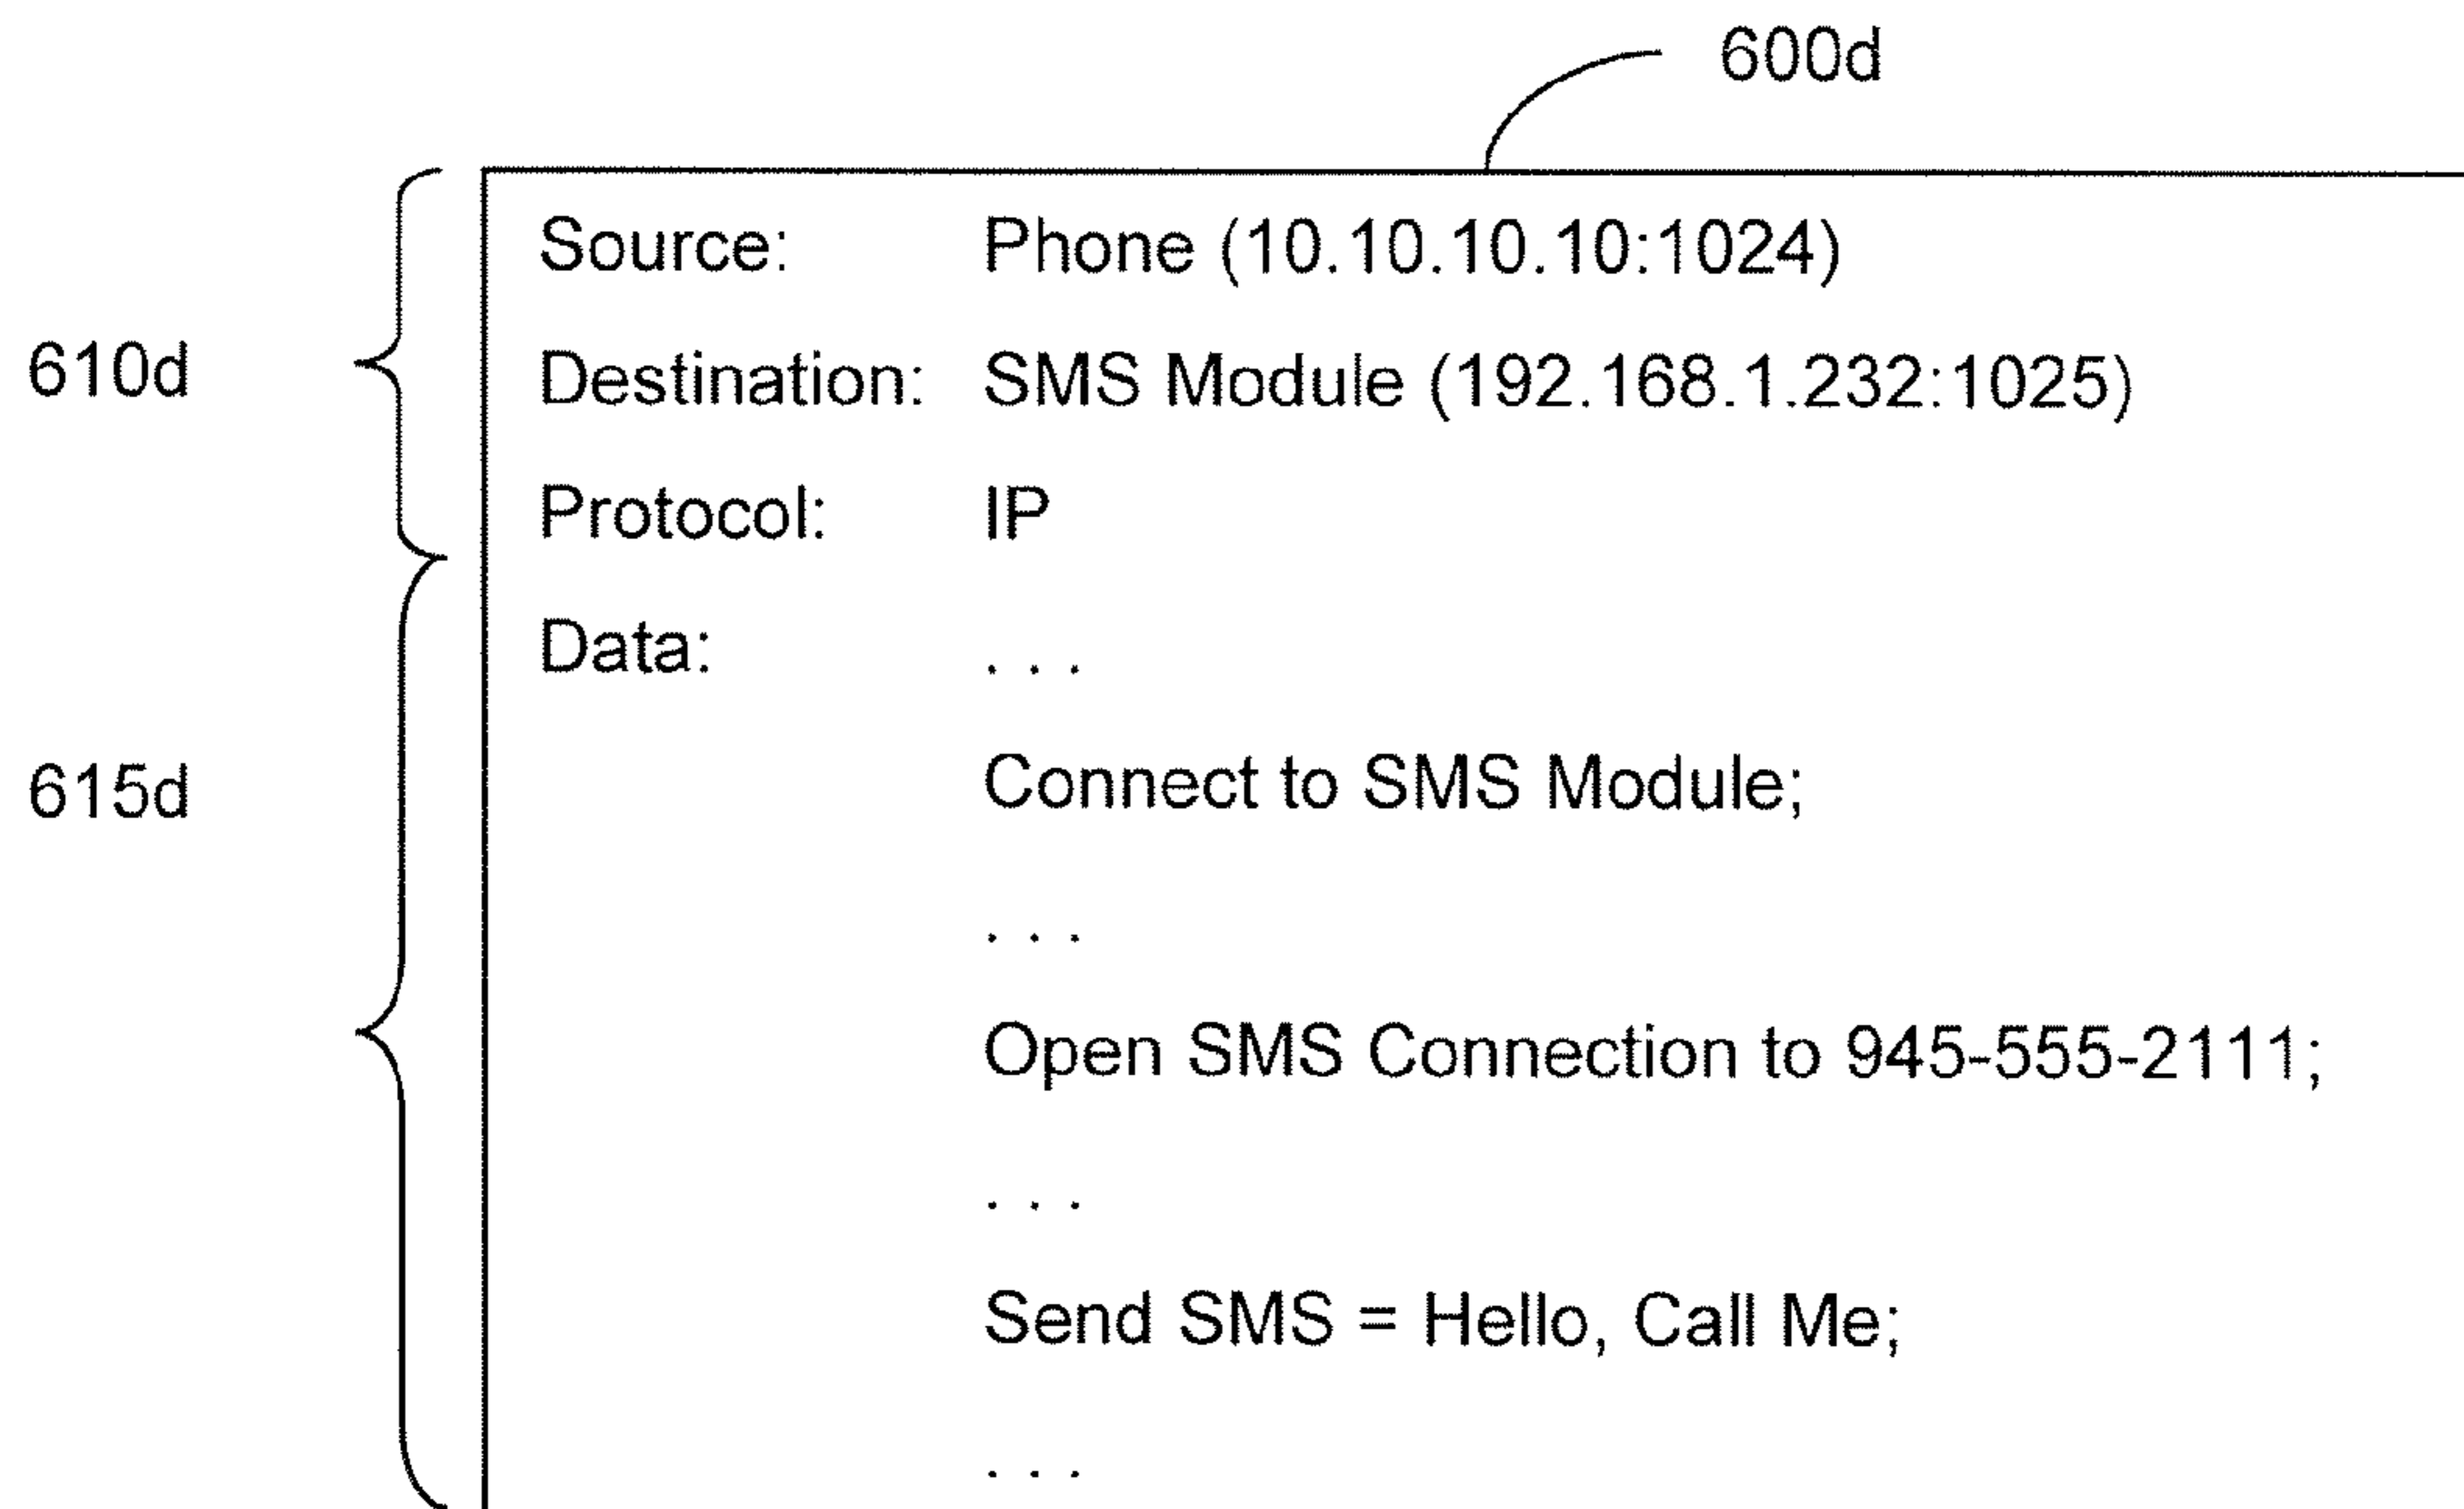 600d
Source: Phone (10.10.10.10:1024)
610d
Destination: SMS Module (192.168.1.232:1025)
Protocol: IP
Data: . . .
615d
Connect to SMS Module;
. . .
Open SMS Connection to 945-555-2111;
. . .
Send SMS = Hello, Call Me;
. . .